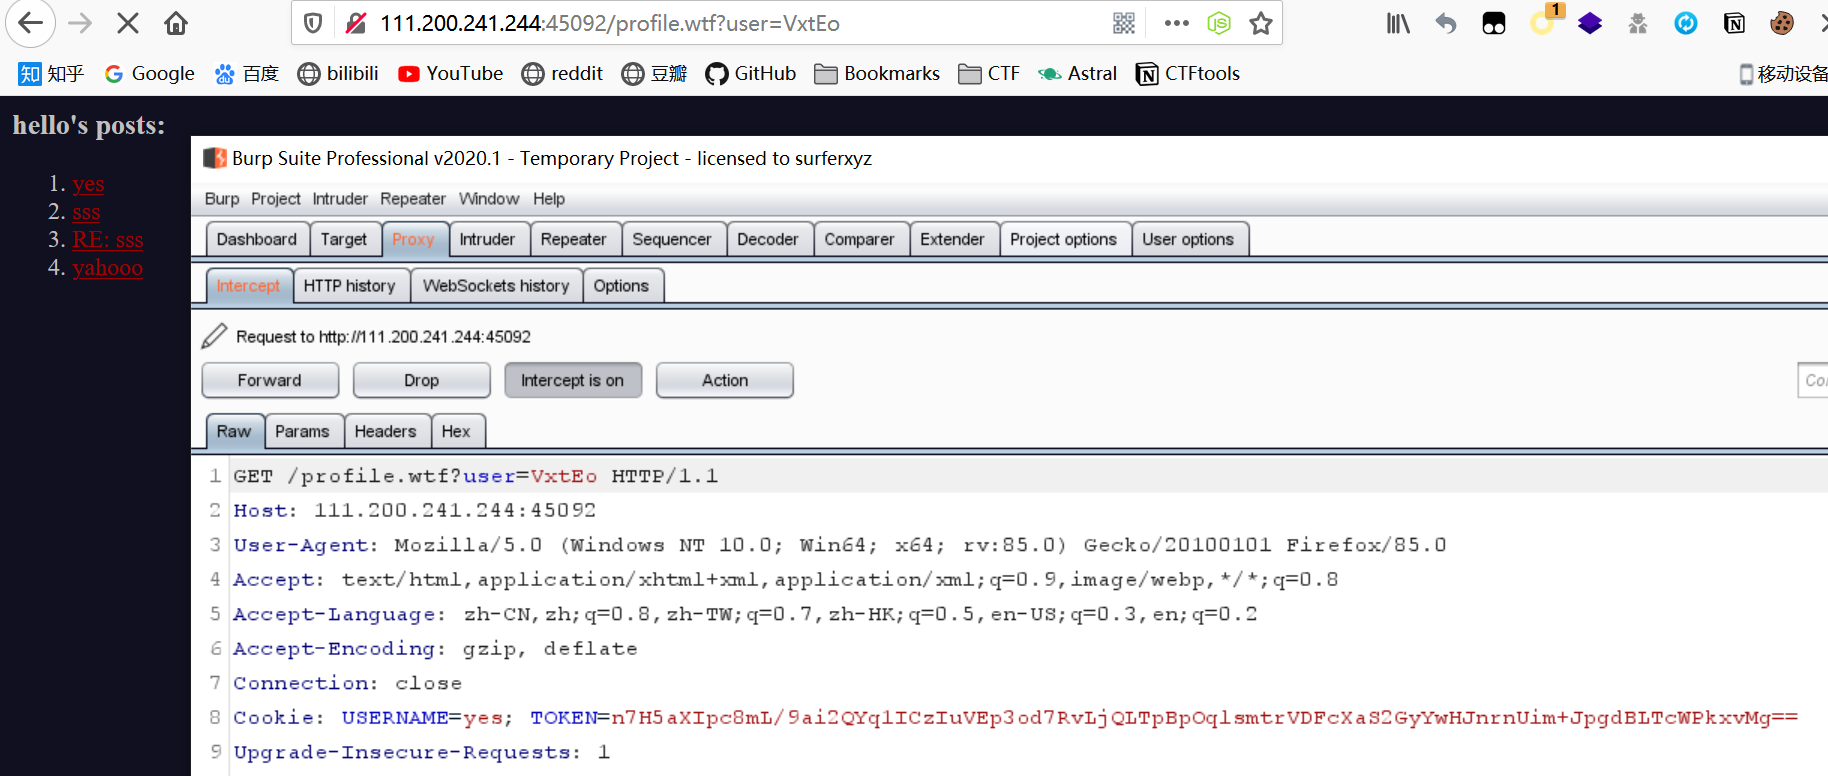 111.200.241.244:45092/profile.wtf?user=VxtEo
1
知 知乎 Google 百度 bilibili YouTube reddit 豆瓣 GitHub Bookmarks CTF Astral CTFtools 移动设备
hello's posts:
1. yes
2. sss
3. RE: sss
4. yahooo
Burp Suite Professional v2020.1 - Temporary Project - licensed to surferxyz
Burp Project Intruder Repeater Window Help
Dashboard Target Proxy Intruder Repeater Sequencer Decoder Comparer Extender Project options User options
Intercept HTTP history WebSockets history Options
Request to http://111.200.241.244:45092
Forward Drop Intercept is on Action
Raw Params Headers Hex
1 GET /profile.wtf?user=VxtEo HTTP/1.1
2 Host: 111.200.241.244:45092
3 User-Agent: Mozilla/5.0 (Windows NT 10.0; Win64; x64; rv:85.0) Gecko/20100101 Firefox/85.0
4 Accept: text/html,application/xhtml+xml,application/xml;q=0.9,image/webp,*/*;q=0.8
5 Accept-Language: zh-CN,zh;q=0.8,zh-TW;q=0.7,zh-HK;q=0.5,en-US;q=0.3,en;q=0.2
6 Accept-Encoding: gzip, deflate
7 Connection: close
8 Cookie: USERNAME=yes; TOKEN=n7H5aXIpc8mL/9ai2QYq1ICzIuVEp3od7RvLjQLTpBpOqlsmtrVDFcXaS2GyYwHJnrnUim+JpgdBLTcWPkxvMg==
9 Upgrade-Insecure-Requests: 1